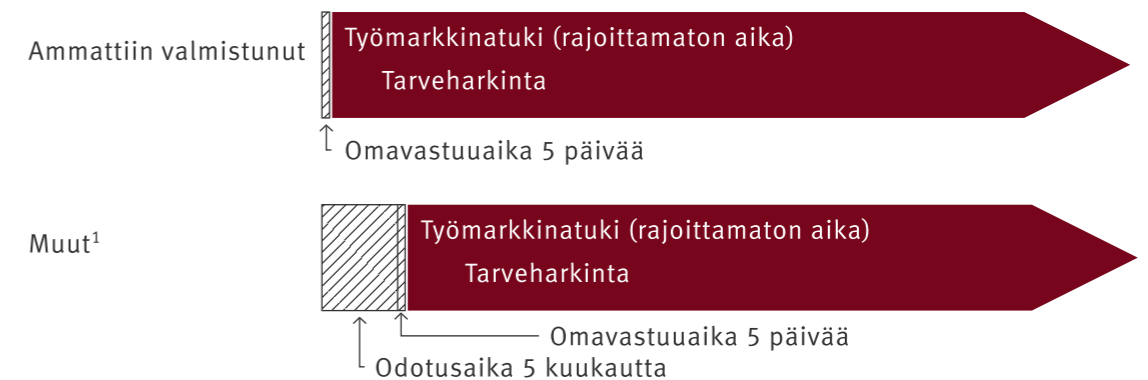 Ammattiin valmistunut
Työmarkkinatuki (rajoittamaton aika)
Tarveharkinta
Omavastuuaika 5 päivää
Muut¹
Työmarkkinatuki (rajoittamaton aika)
Tarveharkinta
Omavastuuaika 5 päivää
Odotusaika 5 kuukautta